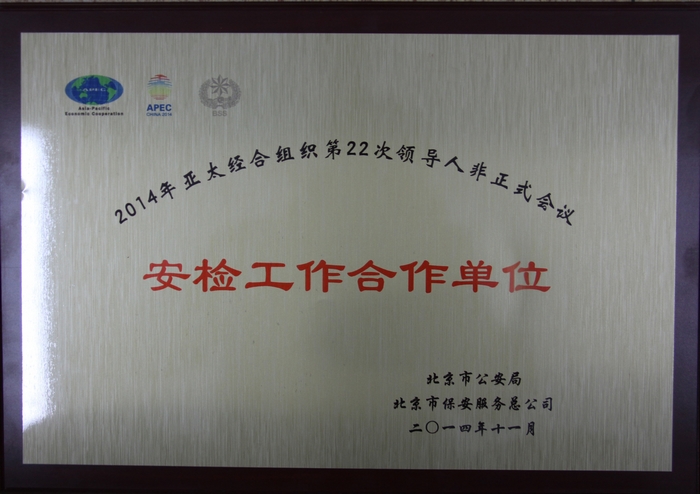 APEC
Asia-Pacific
Economic Cooperation
APEC
CHINA 2014
2014年亚太经合组织第22次领导人非正式会议
安检工作合作单位
北京市公安局
北京市保安服务总公司
二〇一四年十一月